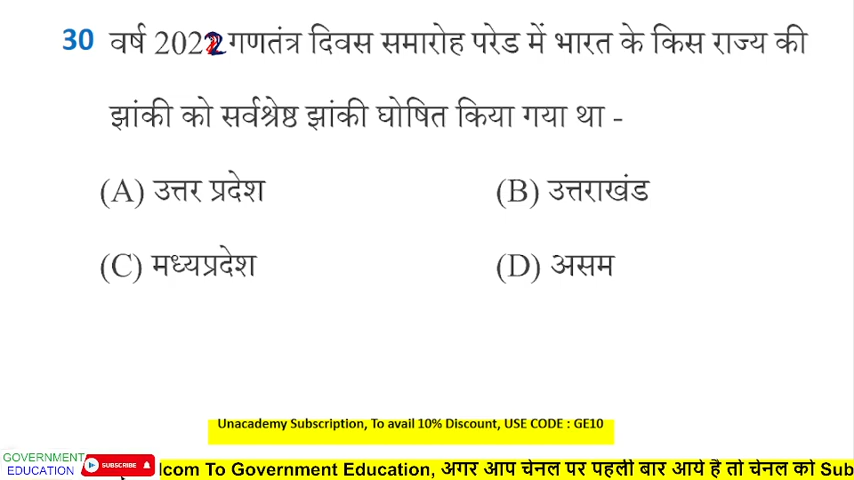 30 वर्ष 2022 गणतंत्र दिवस समारोह परेड में भारत के किस राज्य की
झांकी को सर्वश्रेष्ठ झांकी घोषित किया गया था -
(A) उत्तर प्रदेश (B) उत्तराखंड
(C) मध्यप्रदेश (D) असम
Unacademy Subscription, To avail 10% Discount, USE CODE : GE10
GOVERNMENT
EDUCATION SUBSCRIBE lcom To Government Education, अगर आप चेनल पर पहली बार आये है तो चेनल को Sub